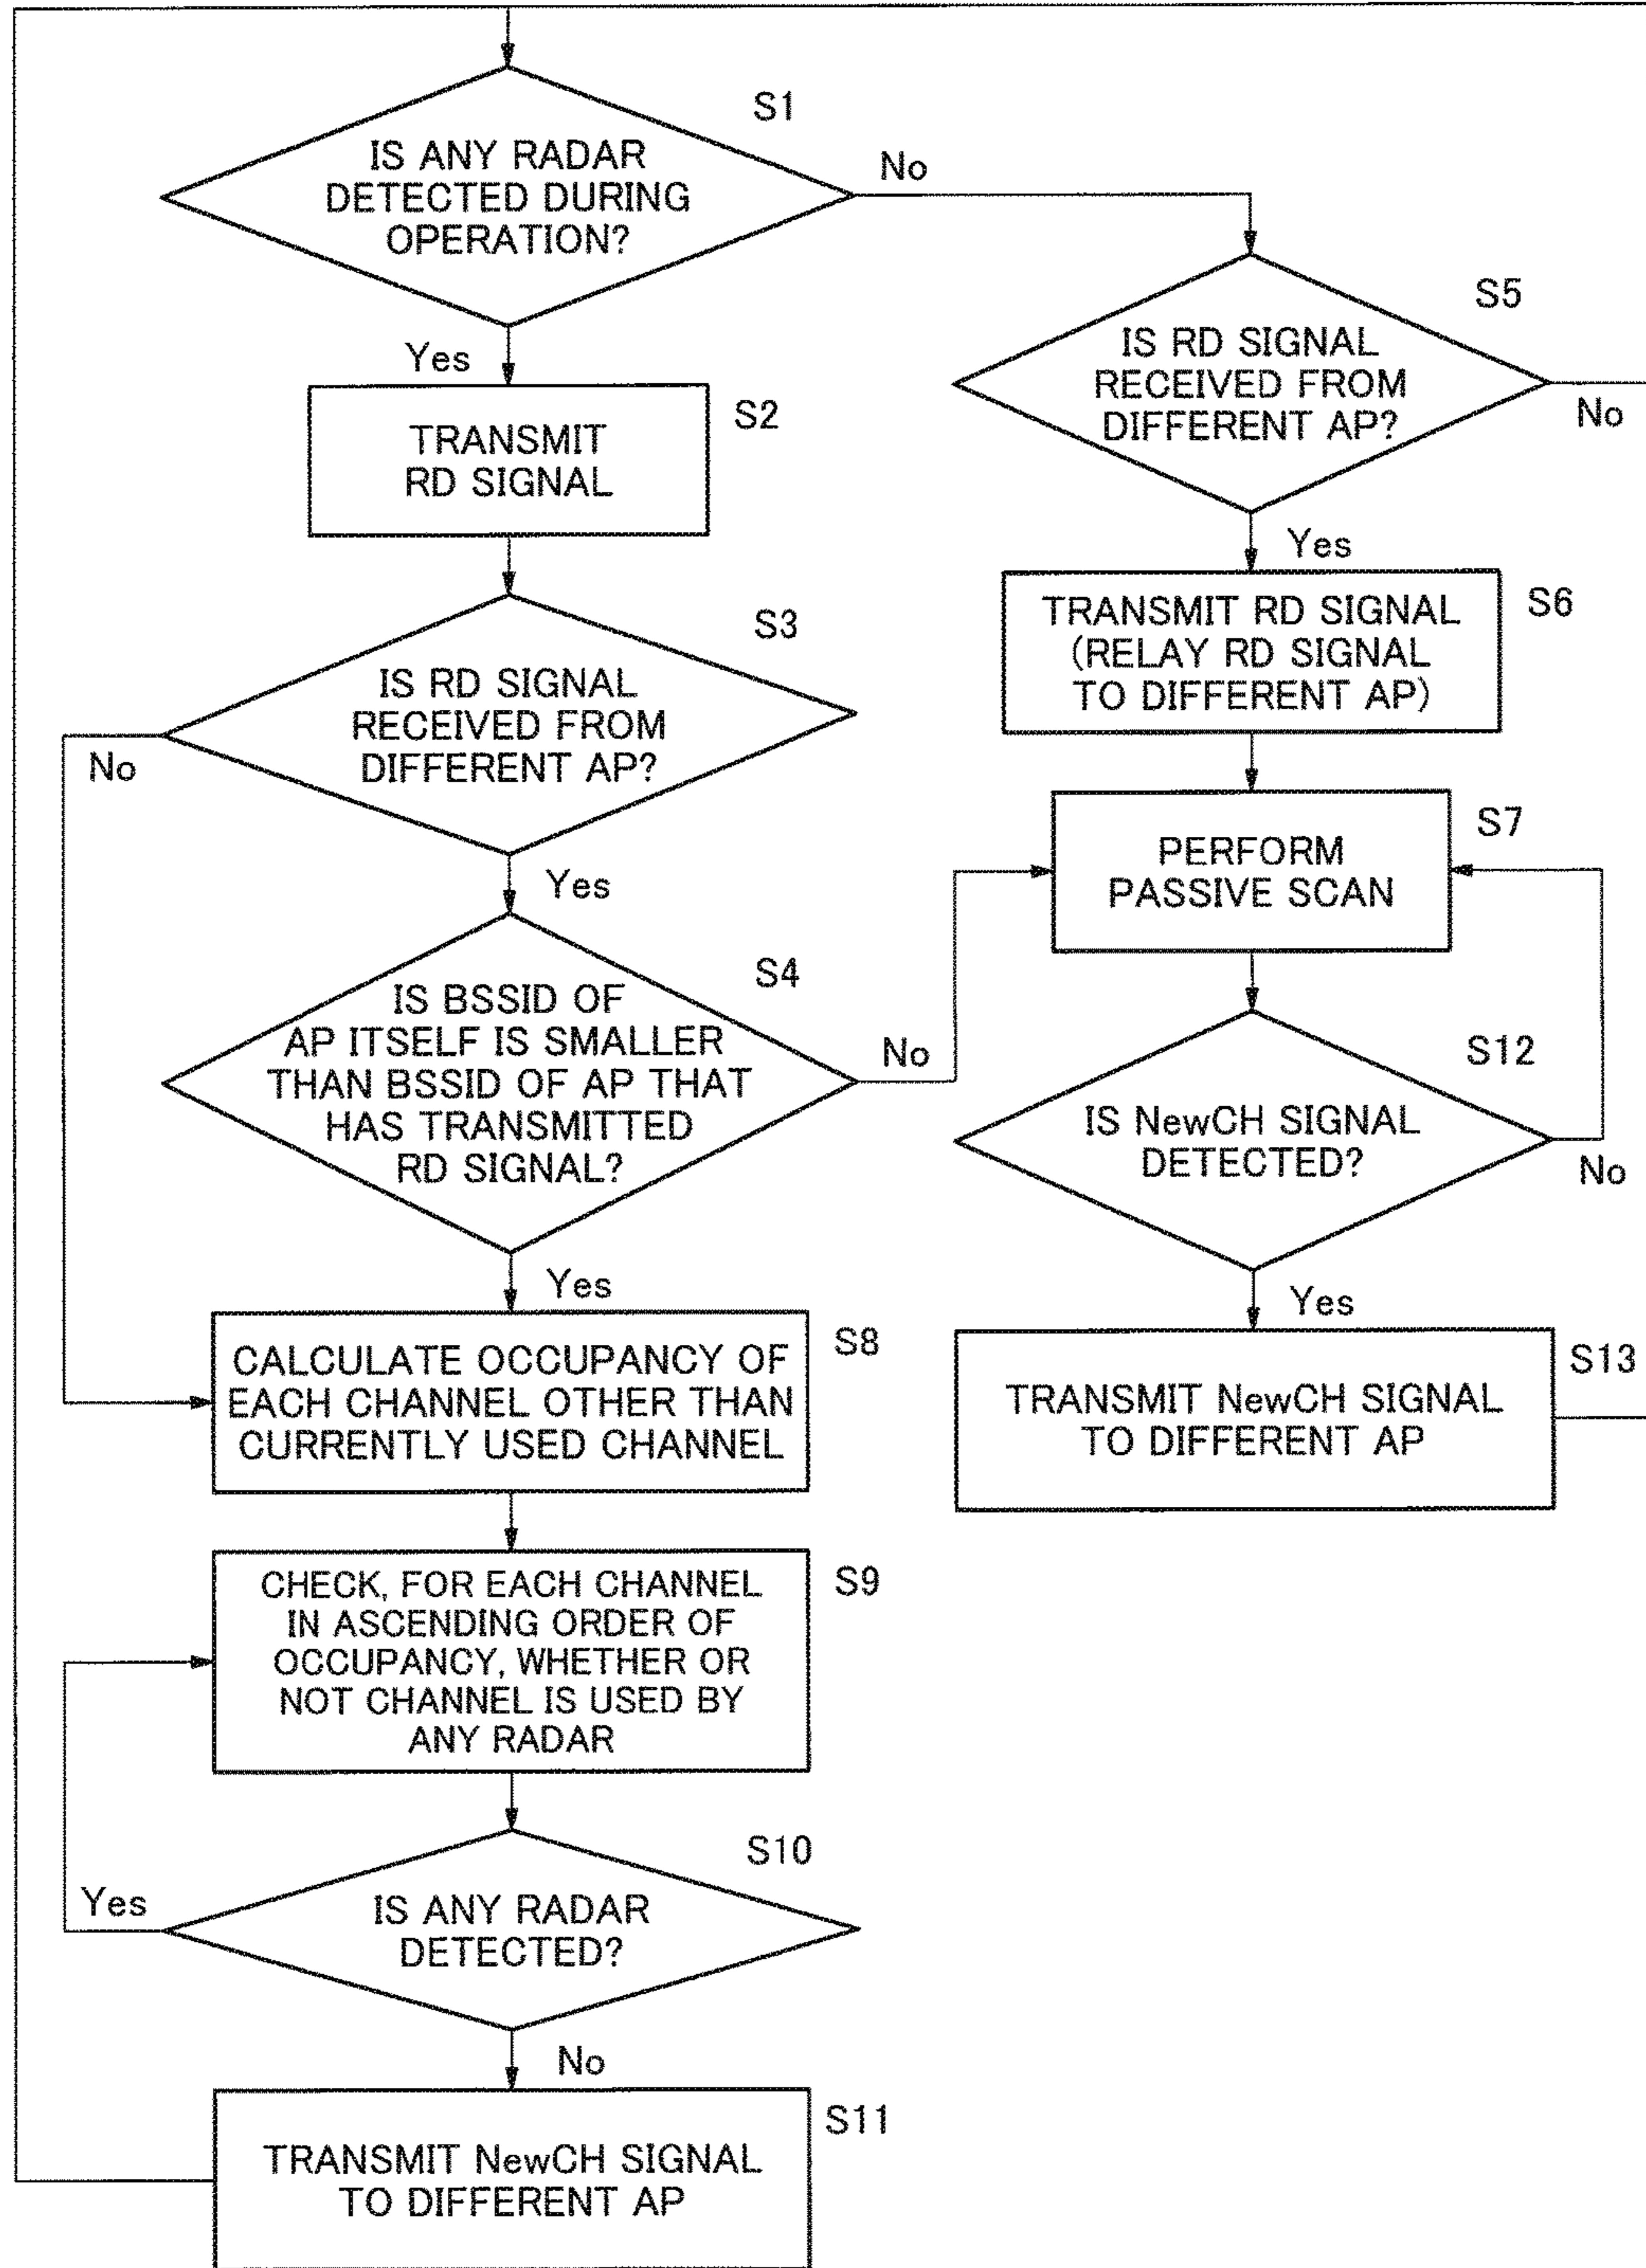 S1
IS ANY RADAR
DETECTED DURING
OPERATION?
No
Yes
S2
TRANSMIT
RD SIGNAL
S3
IS RD SIGNAL
RECEIVED FROM
DIFFERENT AP?
No
Yes
S4
IS BSSID OF
AP ITSELF IS SMALLER
THAN BSSID OF AP THAT
HAS TRANSMITTED
RD SIGNAL?
No
Yes
S8
CALCULATE OCCUPANCY OF
EACH CHANNEL OTHER THAN
CURRENTLY USED CHANNEL
S9
CHECK, FOR EACH CHANNEL
IN ASCENDING ORDER OF
OCCUPANCY, WHETHER OR
NOT CHANNEL IS USED BY
ANY RADAR
S10
IS ANY RADAR
DETECTED?
Yes
No
S11
TRANSMIT NewCH SIGNAL
TO DIFFERENT AP
S5
IS RD SIGNAL
RECEIVED FROM
DIFFERENT AP?
No
Yes
S6
TRANSMIT RD SIGNAL
(RELAY RD SIGNAL
TO DIFFERENT AP)
S7
PERFORM
PASSIVE SCAN
S12
IS NewCH SIGNAL
DETECTED?
No
Yes
S13
TRANSMIT NewCH SIGNAL
TO DIFFERENT AP